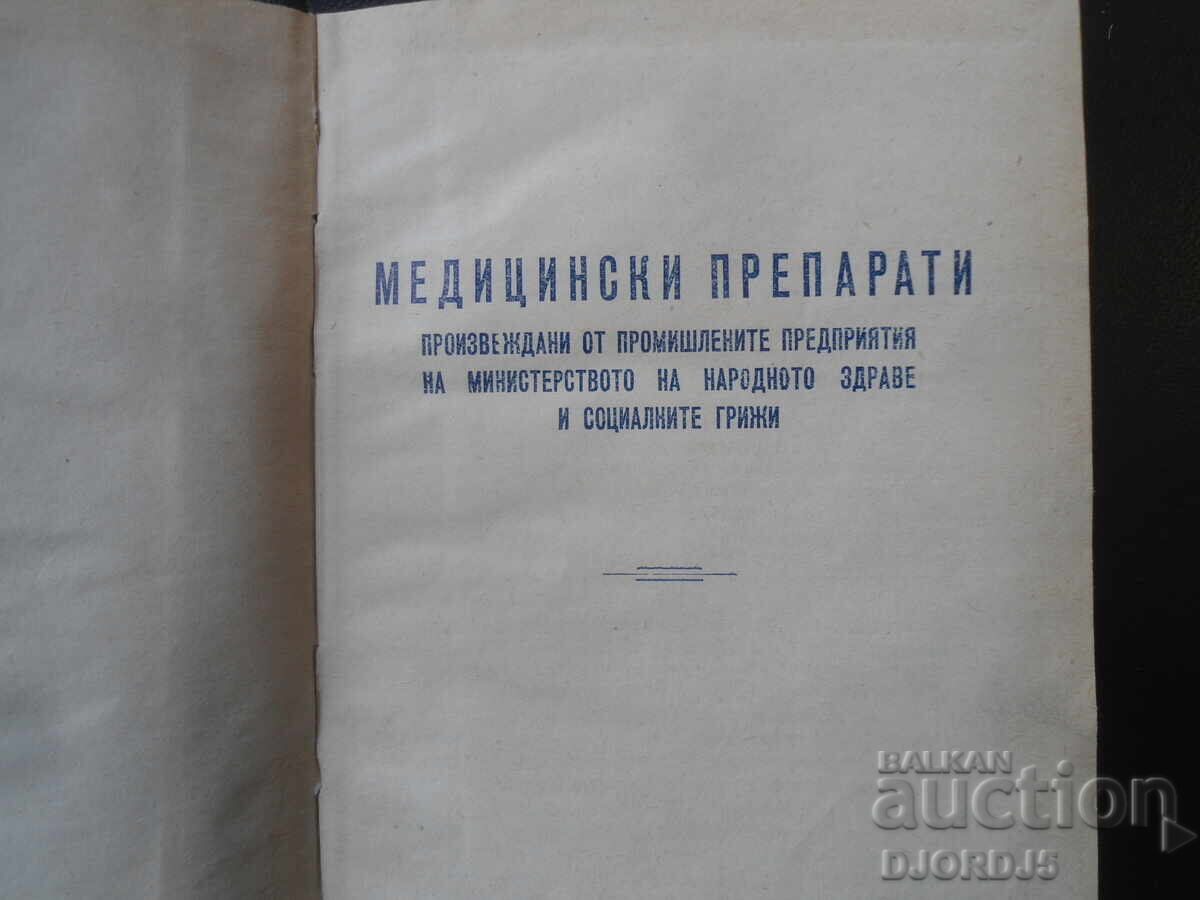 МЕДИЦИНСКИ ПРЕПАРАТИ
ПРОИЗВЕЖДАНИ ОТ ПРОМИШЛЕНИТЕ ПРЕДПРИЯТИЯ
НА МИНИСТЕРСТВОТО НА НАРОДНОТО ЗДРАВЕ
И СОЦИАЛНИТЕ ГРИЖИ
BALKAN
auction
DJORDJ5